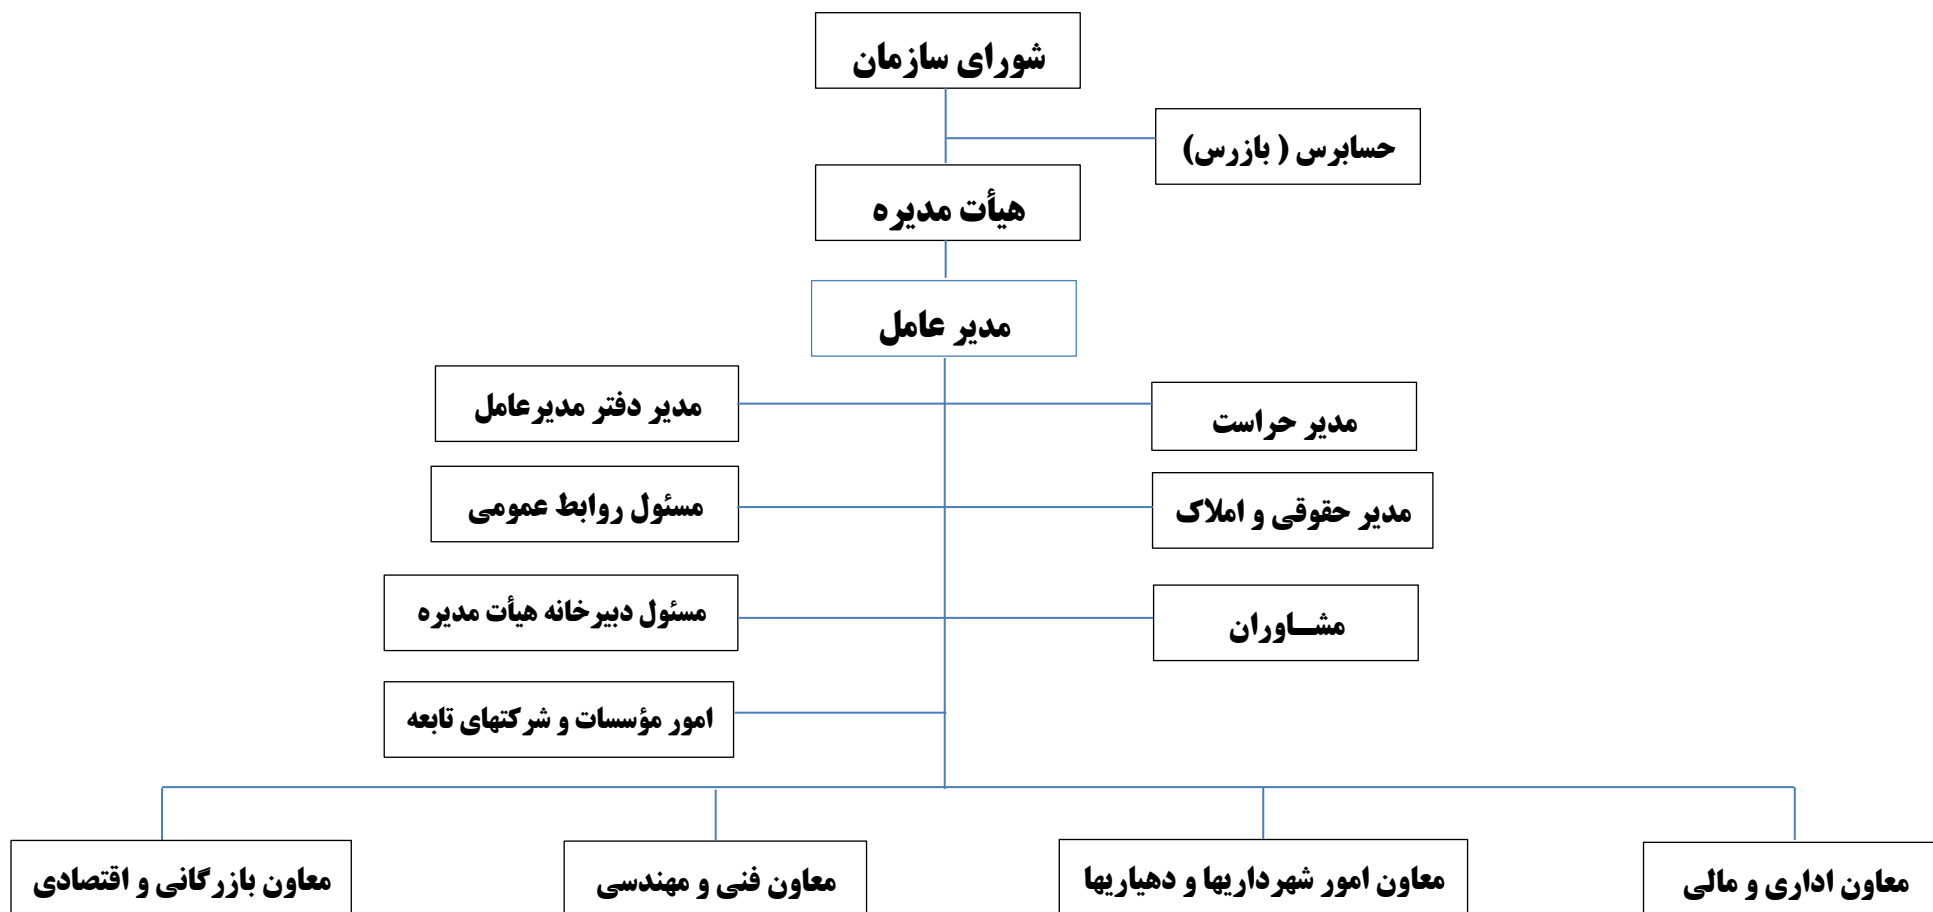 شورای سازمان
حسابرس ( بازرس)
هیأت مدیره
مدیر عامل
مدیر حراست
مدیر دفتر مدیرعامل
مدیر حقوقی و املاک
مسئول روابط عمومی
مشــاوران
مسئول دبیرخانه هیأت مدیره
امور مؤسسات و شرکتهای تابعه
معاون اداری و مالی
معاون امور شهرداریها و دهیاریها
معاون فنی و مهندسی
معاون بازرگانی و اقتصادی